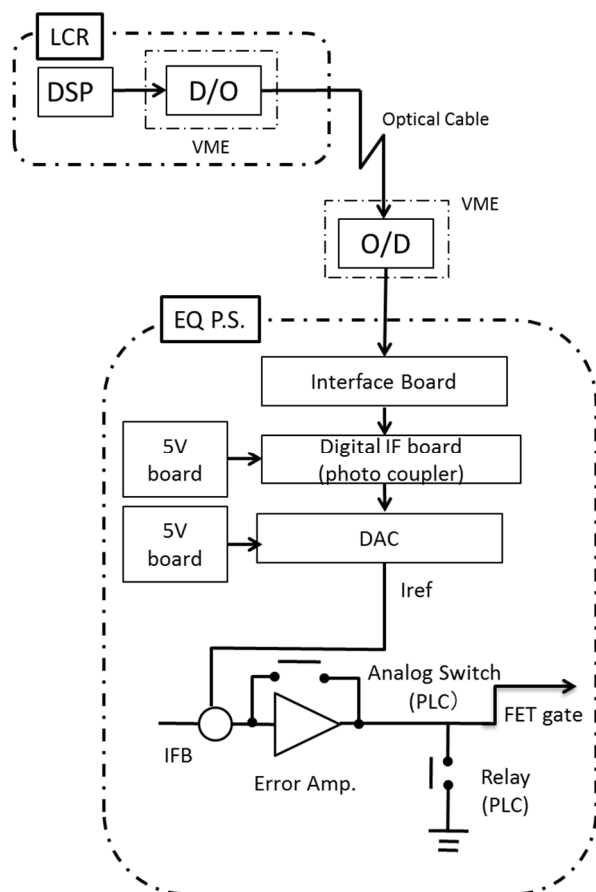 LCR
DSP
D/O
VME
Optical Cable
VME
O/D
EQ P.S.
Interface Board
5V
board
Digital IF board
(photo coupler)
5V
board
DAC
Iref
Analog Switch
(PLC）
FET gate
IFB
Error Amp.
Relay
(PLC)